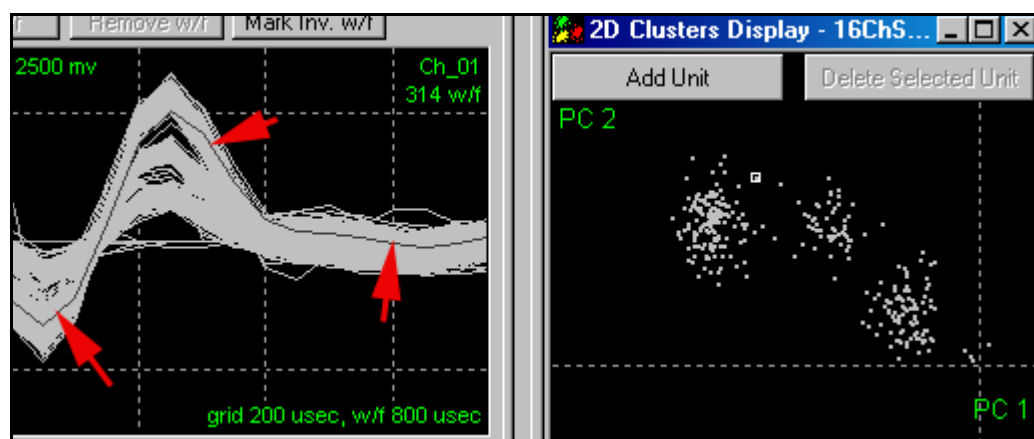 Remove w/f
Mark Inv. w/f
2500 mv
Ch_01
314 w/f
grid 200 usec, w/f 800 usec
2D Clusters Display - 16ChS...
Add Unit
Delete Selected Unit
PC 2
PC 1